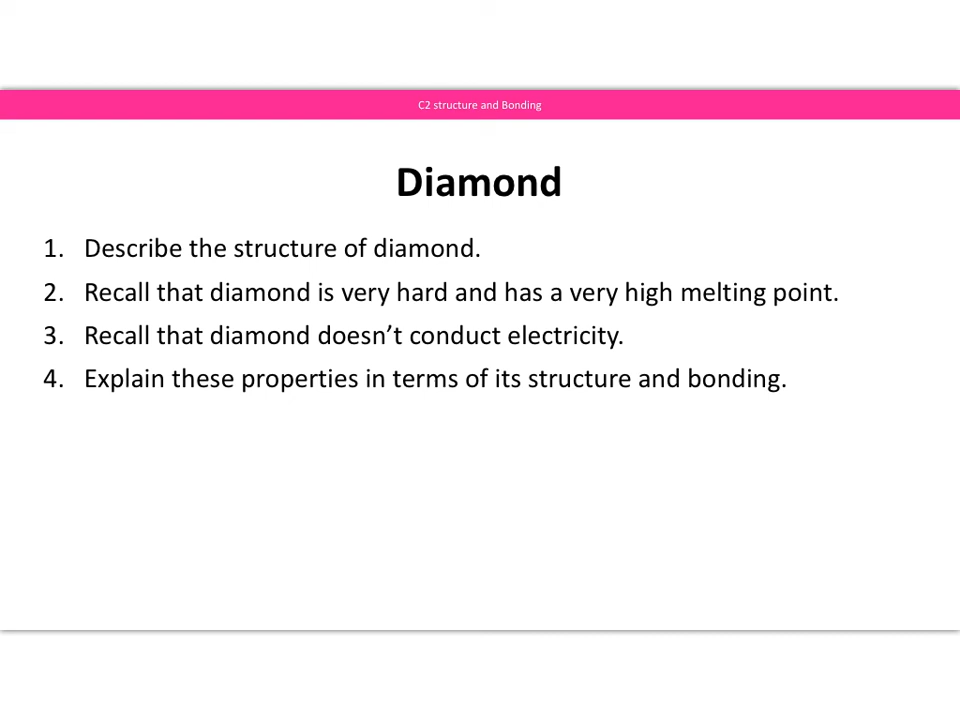 C2 structure and Bonding
Diamond
1. Describe the structure of diamond.
2. Recall that diamond is very hard and has a very high melting point.
3. Recall that diamond doesn’t conduct electricity.
4. Explain these properties in terms of its structure and bonding.